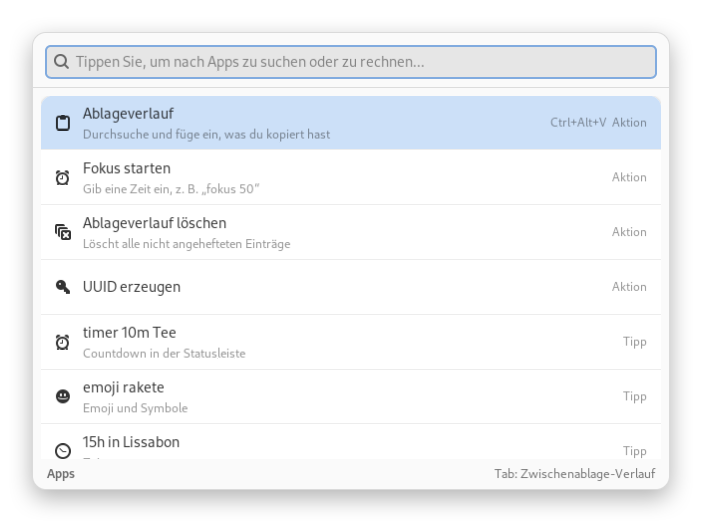 Tippen Sie, um nach Apps zu suchen oder zu rechnen...
Ablageverlauf
Durchsuche und füge ein, was du kopiert hast
Ctrl+Alt+V Aktion
Fokus starten
Gib eine Zeit ein, z. B. „fokus 50“
Aktion
Ablageverlauf löschen
Löscht alle nicht angehefteten Einträge
Aktion
UUID erzeugen
Aktion
timer 10m Tee
Countdown in der Statusleiste
Tipp
emoji rakete
Emoji und Symbole
Tipp
15h in Lissabon
Tipp
Apps
Tab: Zwischenablage-Verlauf